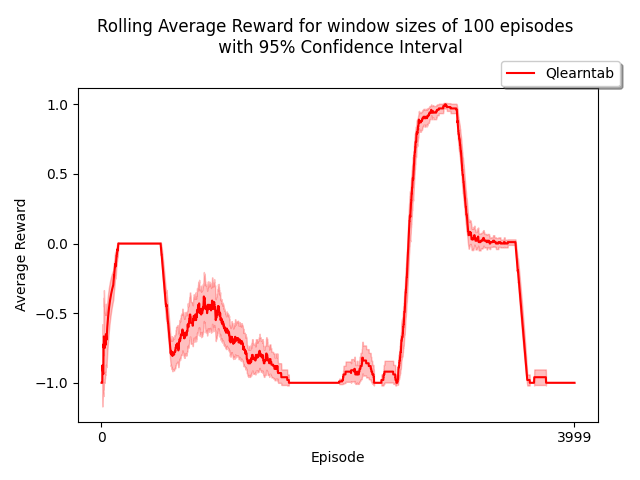 Rolling Average Reward for window sizes of 100 episodes
with 95% Confidence Interval
Qlearntab
1.0
0.5
0.0
−0.5
−1.0
Average Reward
0
3999
Episode